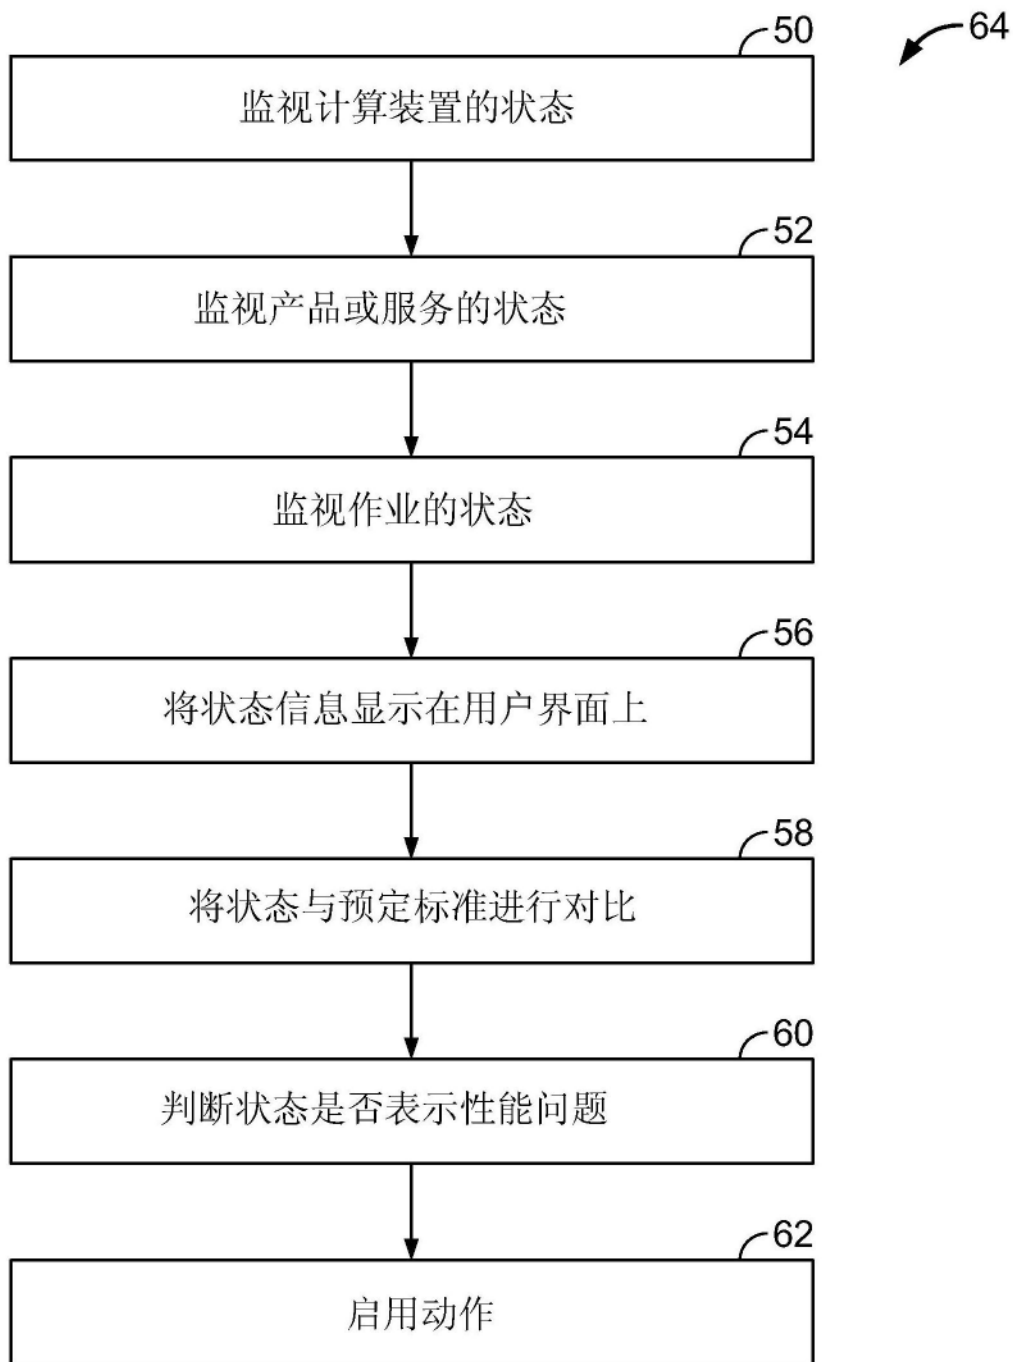 64
50
监视计算装置的状态
52
监视产品或服务的状态
54
监视作业的状态
56
将状态信息显示在用户界面上
58
将状态与预定标准进行对比
60
判断状态是否表示性能问题
62
启用动作